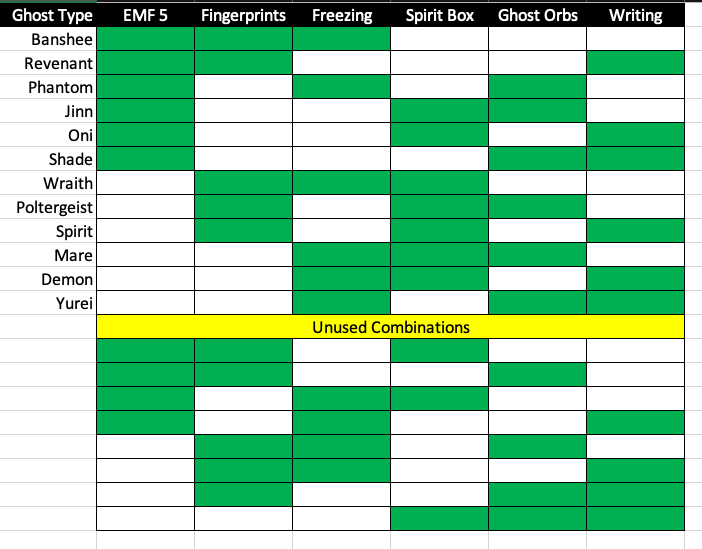 Ghost Type EMF 5 Fingerprints Freezing Spirit Box Ghost Orbs Writing
Banshee
Revenant
Phantom
Jinn
Oni
Shade
Wraith
Poltergeist
Spirit
Mare
Demon
Yurei
Unused Combinations